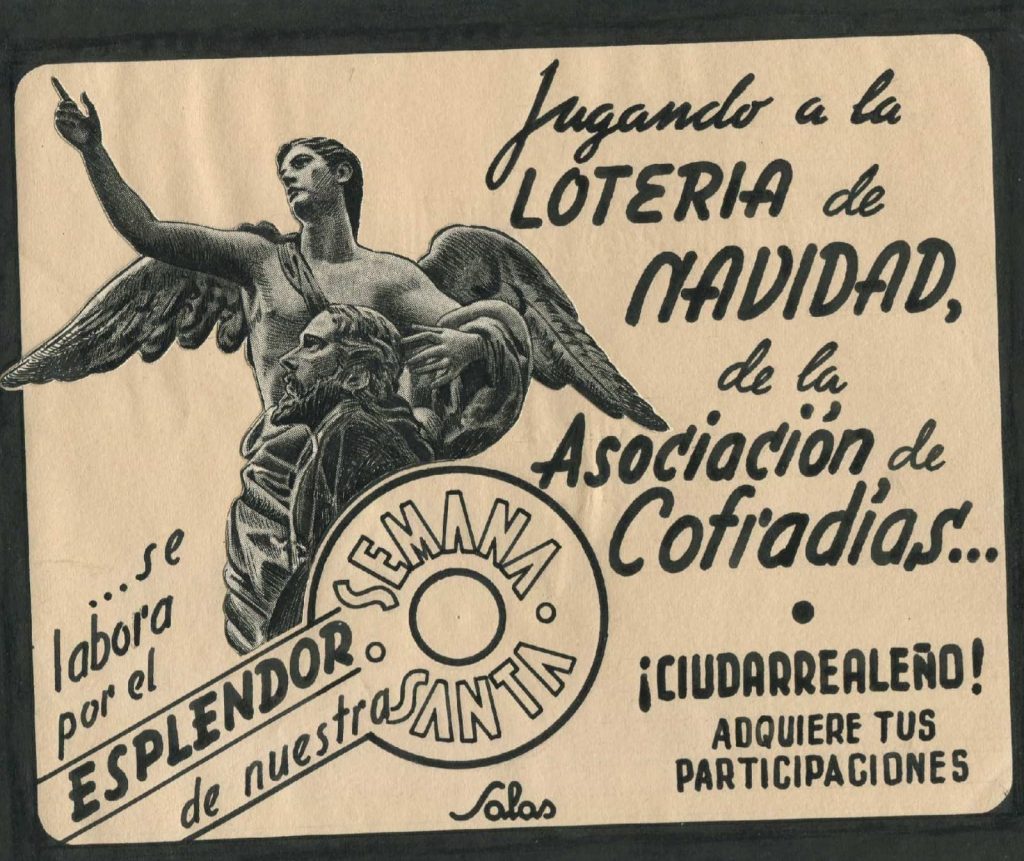 Jugando a la
LOTERIA de
NAVIDAD,
de la
Asociación de
Cofradías...
...se
labora
por el
ESPLENDOR
de nuestra
SEMANA
SANTA
¡CIUDARREALEÑO!
ADQUIERE TUS
PARTICIPACIONES
Salas